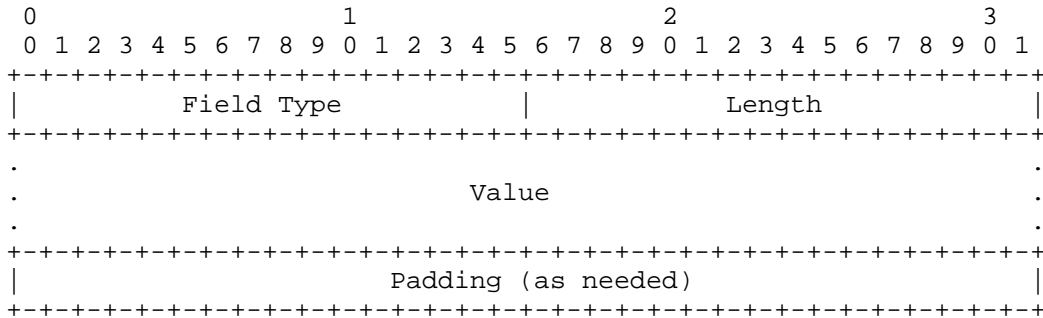 0                   1                   2                   3
 0 1 2 3 4 5 6 7 8 9 0 1 2 3 4 5 6 7 8 9 0 1 2 3 4 5 6 7 8 9 0 1
+-+-+-+-+-+-+-+-+-+-+-+-+-+-+-+-+-+-+-+-+-+-+-+-+-+-+-+-+-+-+-+-+
|          Field Type           |            Length             |
+-+-+-+-+-+-+-+-+-+-+-+-+-+-+-+-+-+-+-+-+-+-+-+-+-+-+-+-+-+-+-+-+
.                                                               .
.                            Value                              .
.                                                               .
+-+-+-+-+-+-+-+-+-+-+-+-+-+-+-+-+-+-+-+-+-+-+-+-+-+-+-+-+-+-+-+-+
|                       Padding (as needed)                     |
+-+-+-+-+-+-+-+-+-+-+-+-+-+-+-+-+-+-+-+-+-+-+-+-+-+-+-+-+-+-+-+-+